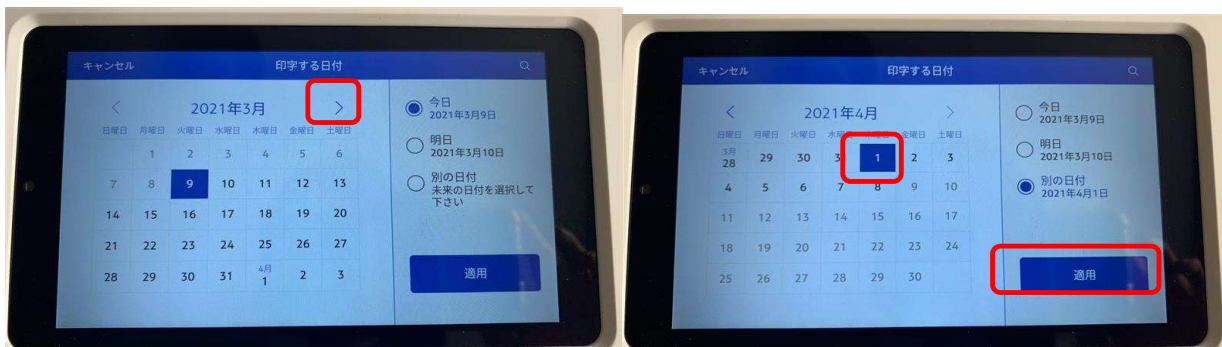 キャンセル 印字する日付
< 2021年3月 >
日曜日 月曜日 火曜日 水曜日 木曜日 金曜日 土曜日
1 2 3 4 5 6
7 8 9 10 11 12 13
14 15 16 17 18 19 20
21 22 23 24 25 26 27
28 29 30 31 4月 1 2 3
今日
2021年3月9日
明日
2021年3月10日
別の日付
未来の日付を選択して
下さい
適用
キャンセル 印字する日付
< 2021年4月 >
日曜日 月曜日 火曜日 金曜日 土曜日
3月 28 29 30 1 2 3
4 5 6 7 8 9 10
11 12 13 14 15 16 17
18 19 20 21 22 23 24
25 26 27 28 29 30
今日
2021年3月9日
明日
2021年3月10日
別の日付
2021年4月1日
適用